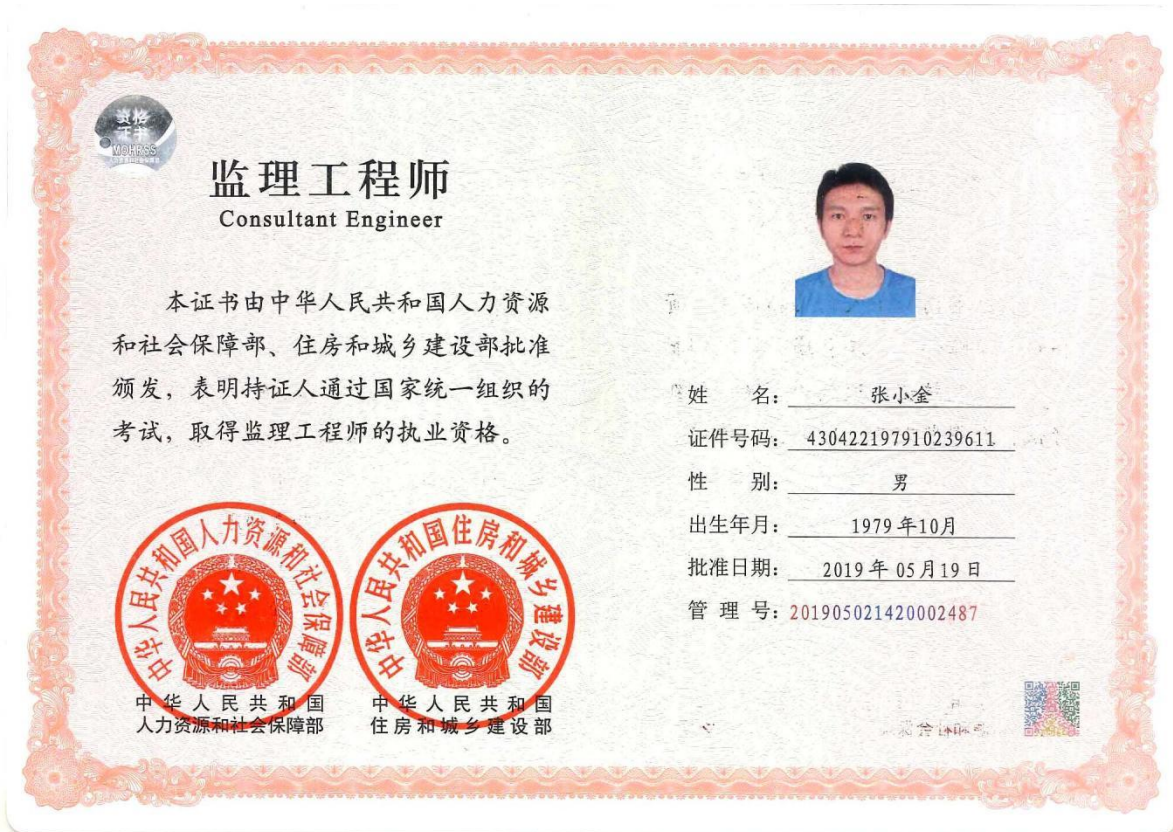 资格
证书
MOHRSS
监理工程师
Consultant Engineer
本证书由中华人民共和国人力资源
和社会保障部、住房和城乡建设部批准
颁发,表明持证人通过国家统一组织的
考试,取得监理工程师的执业资格。
中华人民共和国人力资源和社会保障部
中华人民共和国住房和城乡建设部
中华人民共和国
人力资源和社会保障部
中华人民共和国
住房和城乡建设部
姓 名: 张小金
证件号码: 430422197910239611
性 别: 男
出生年月: 1979年10月
批准日期: 2019年05月19日
管 理 号:201905021420002487